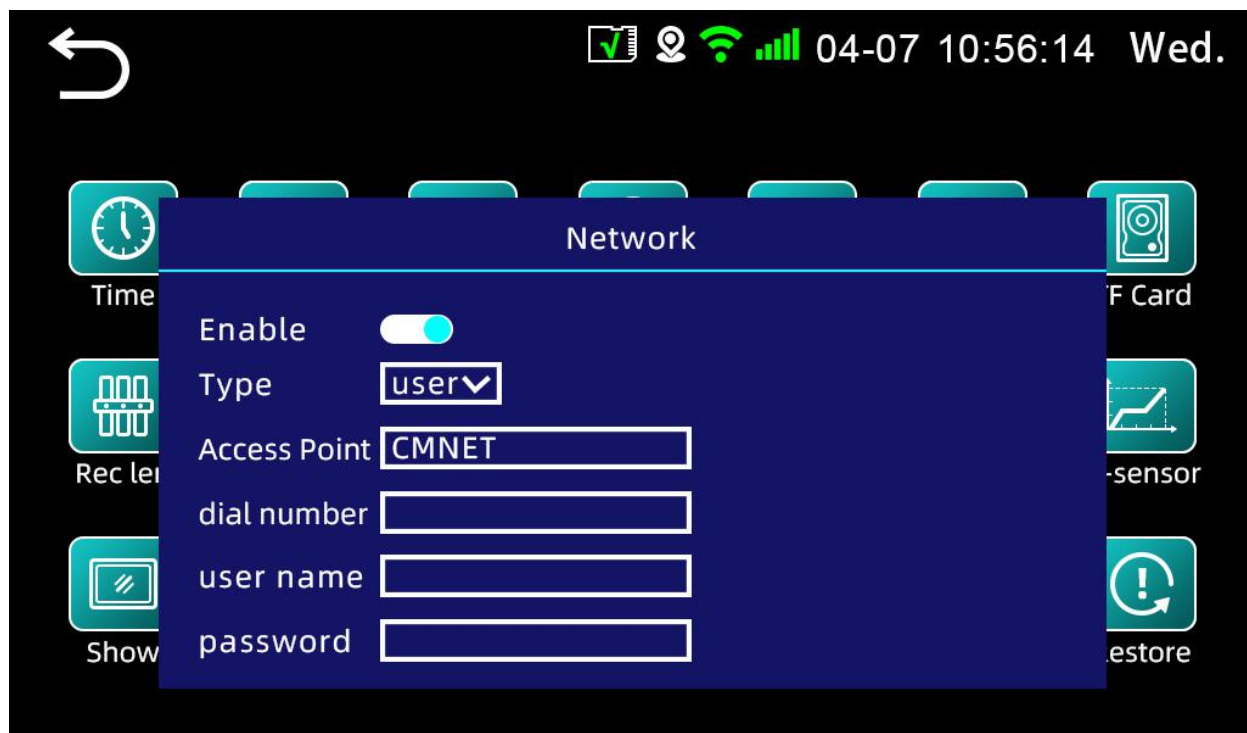 04-07 10:56:14 Wed.
Network
Time
F Card
Enable
Type user
Access Point CMNET
Rec len
-sensor
dial number
user name
password
Show
estore